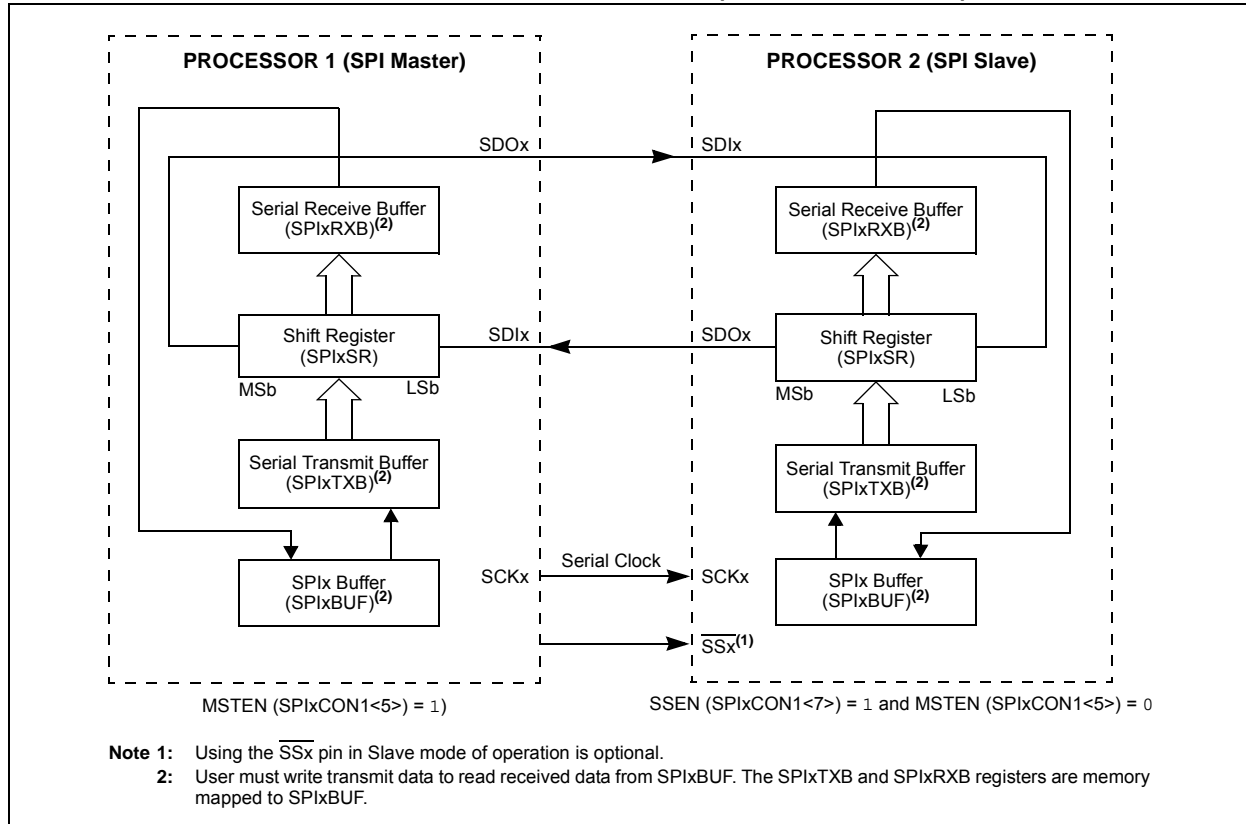 PROCESSOR 1 (SPI Master)
PROCESSOR 2 (SPI Slave)
SDOx
SDIx
Serial Receive Buffer
(SPIxRXB)(2)
Serial Receive Buffer
(SPIxRXB)(2)
Shift Register
(SPIxSR)
SDIx
SDOx
Shift Register
(SPIxSR)
MSb
LSb
MSb
LSb
Serial Transmit Buffer
(SPIxTXB)(2)
Serial Transmit Buffer
(SPIxTXB)(2)
SPIx Buffer
(SPIxBUF)(2)
SCKx
Serial Clock
SCKx
SPIx Buffer
(SPIxBUF)(2)
SSx(1)
MSTEN (SPIxCON1<5>) = 1)
SSEN (SPIxCON1<7>) = 1 and MSTEN (SPIxCON1<5>) = 0
Note 1: Using the SSx pin in Slave mode of operation is optional.
2: User must write transmit data to read received data from SPIxBUF. The SPIxTXB and SPIxRXB registers are memory
mapped to SPIxBUF.